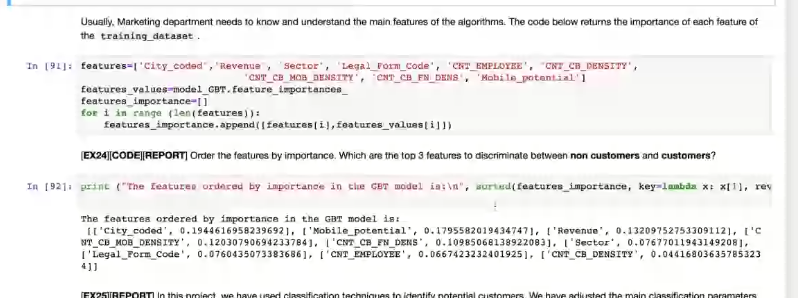 Usually, Marketing department needs to know and understand the main features of the algorithms. The code below returns the importance of each feature of
the training_dataset .
In [91]: features=['City_coded','Revenue', 'Sector', 'Legal_Form_Code', 'CNT_EMPLOYEE', 'CNT_CB_DENSITY',
'CNT_CB_MOB_DENSITY', 'CNT_CB_FN_DENS', 'Mobile_potential']
features_values=model_GBT.feature_importances_
features_importance=[]
for i in range (len(features)):
features_importance.append([features[i],features_values[i]])
[EX24][CODE][REPORT] Order the features by importance. Which are the top 3 features to discriminate between non customers and customers?
In [92]: print ("The features ordered by importance in the GBT model is:\n", sorted(features_importance, key=lambda x: x[1], rev
The features ordered by importance in the GBT model is:
[['City_coded', 0.1944616958239692], ['Mobile_potential', 0.1795582019434747], ['Revenue', 0.13209752753309112], ['C
NT_CB_MOB_DENSITY', 0.12030790694233784], ['CNT_CB_FN_DENS', 0.10985068138922083], ['Sector', 0.07677011943149208],
['Legal_Form_Code', 0.0760435073383686], ['CNT_EMPLOYEE', 0.0667423232401925], ['CNT_CB_DENSITY', 0.04416803635785323
4]]
[EX25][REPORT] In this project, we have used classification techniques to identify potential customers. We have adjusted the main classification parameters